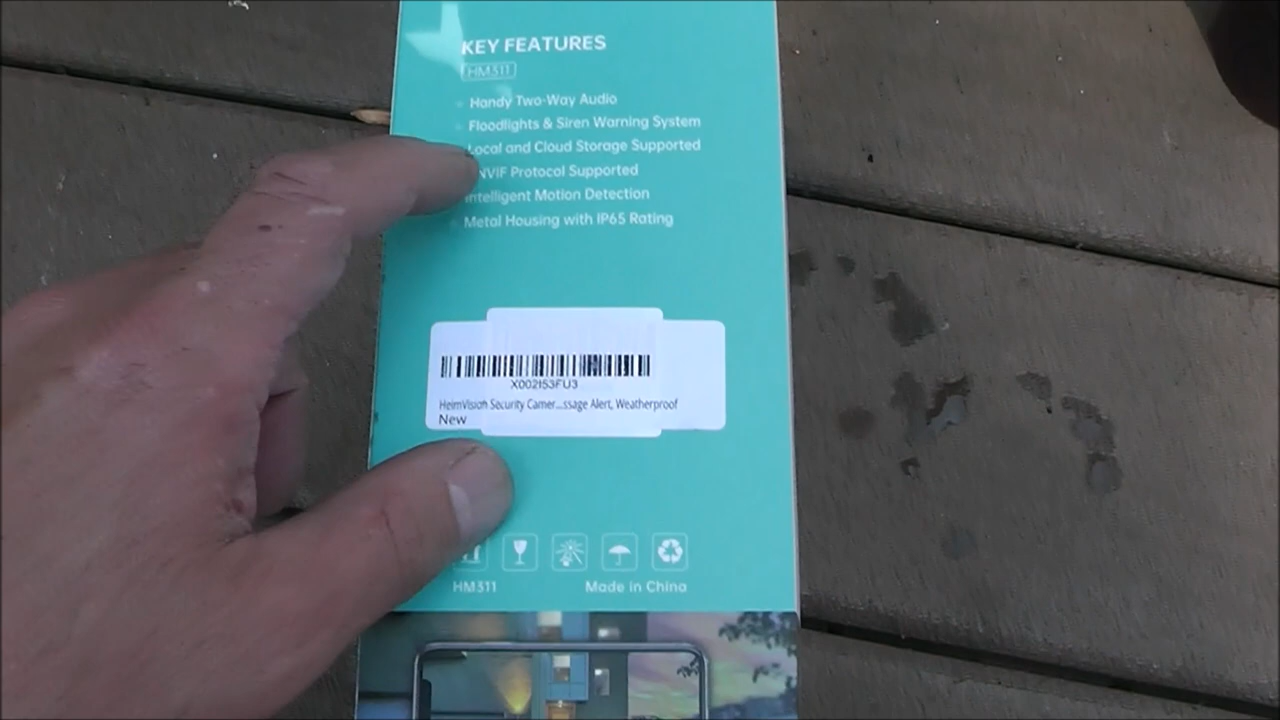 KEY FEATURES
HM311
Handy Two-Way Audio
Floodlights & Siren Warning System
Local and Cloud Storage Supported
NVIF Protocol Supported
Intelligent Motion Detection
Metal Housing with IP65 Rating
X002153FU3
HeimVision Security Camer...ssage Alert, Weatherproof
New
HM311 Made in China